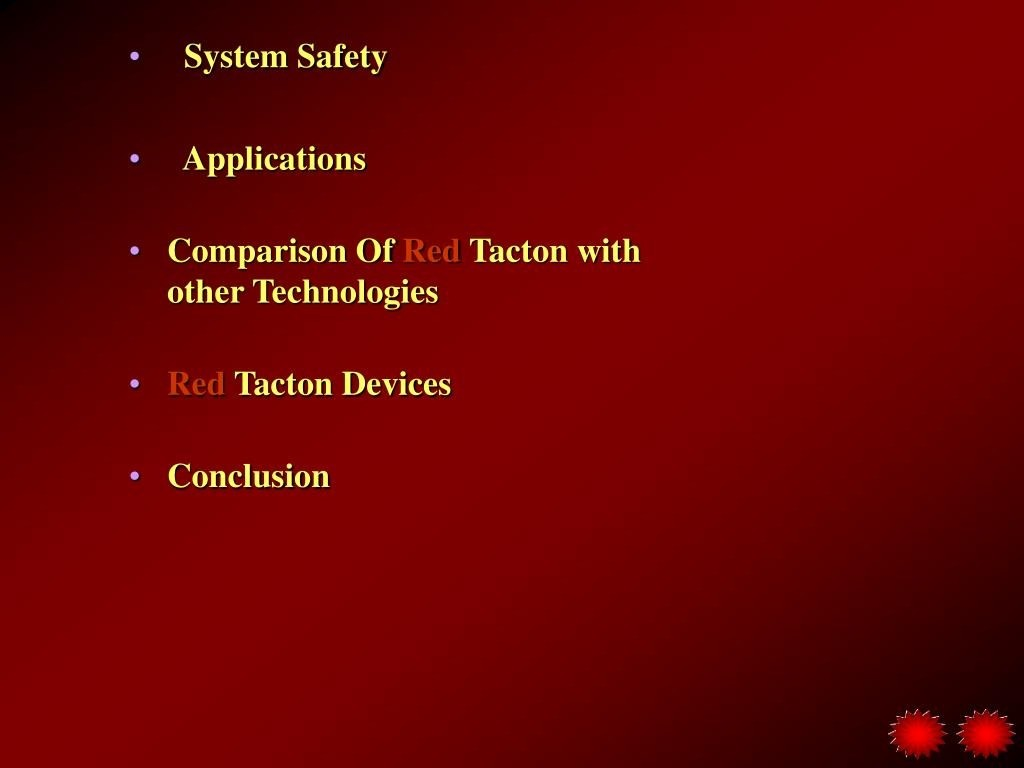 • System Safety
• Applications
• Comparison Of Red Tacton with
other Technologies
• Red Tacton Devices
• Conclusion